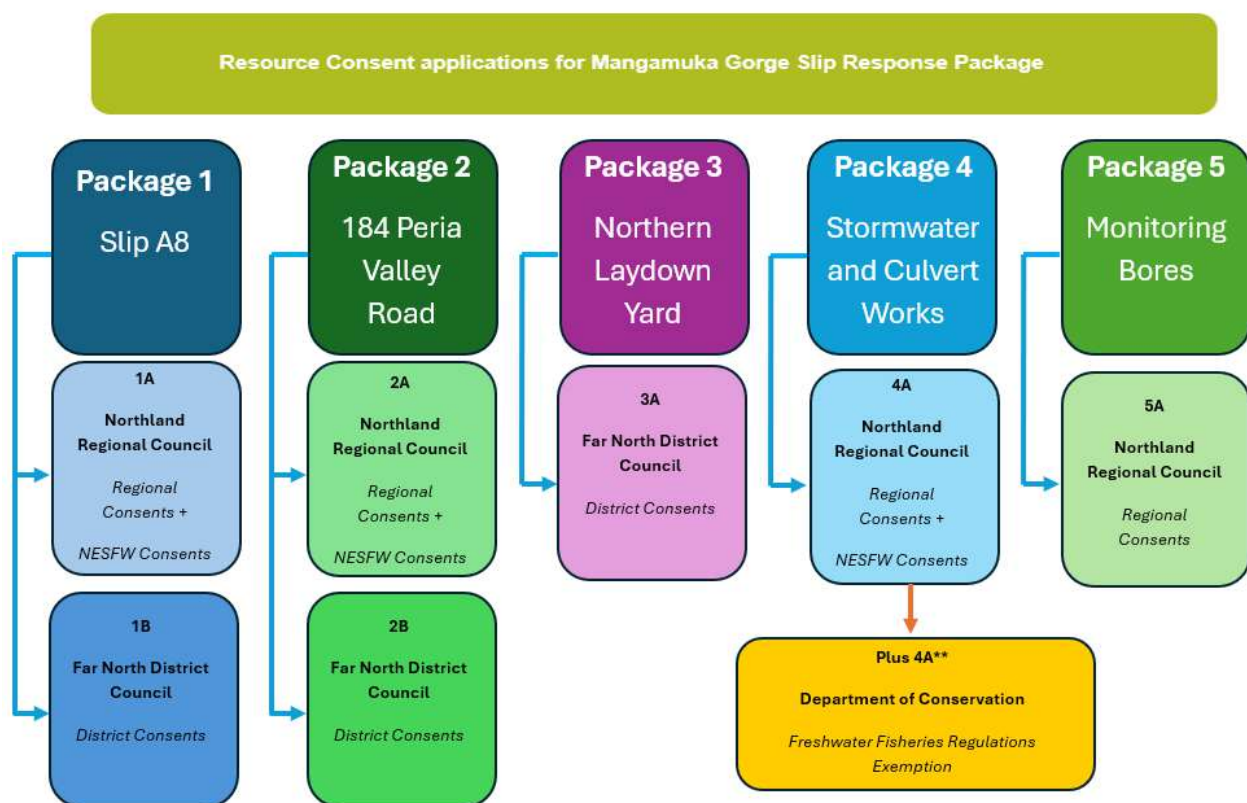 Resource Consent applications for Mangamuka Gorge Slip Response Package
Package 1
Slip A8
1A
Northland
Regional Council
Regional
Consents +
NESFW Consents
1B
Far North District
Council
District Consents
Package 2
184 Peria
Valley
Road
2A
Northland
Regional Council
Regional
Consents +
NESFW Consents
2B
Far North District
Council
District Consents
Package 3
Northern
Laydown
Yard
3A
Far North District
Council
District Consents
Package 4
Stormwater
and Culvert
Works
4A
Northland
Regional Council
Regional
Consents +
NESFW Consents
Plus 4A**
Department of Conservation
Freshwater Fisheries Regulations
Exemption
Package 5
Monitoring
Bores
5A
Northland
Regional Council
Regional
Consents